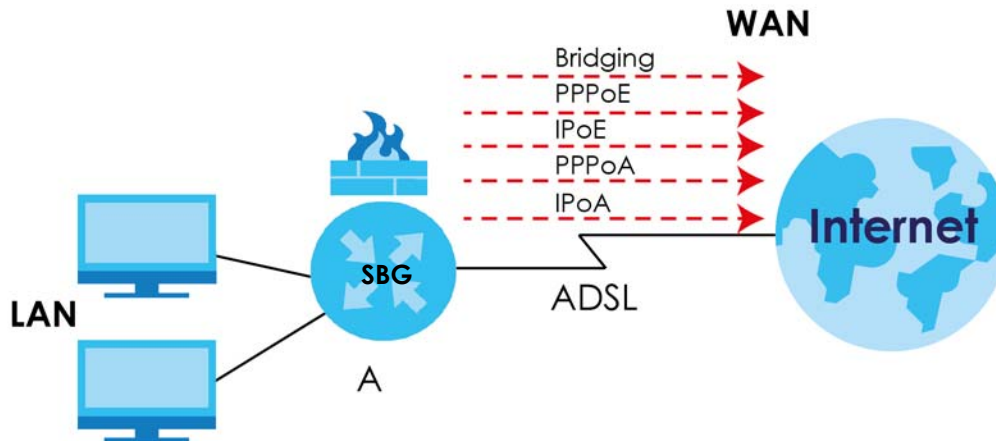 WAN
Bridging
PPPoE
IPoE
PPPoA
IPoA
Internet
SBG
ADSL
LAN
A